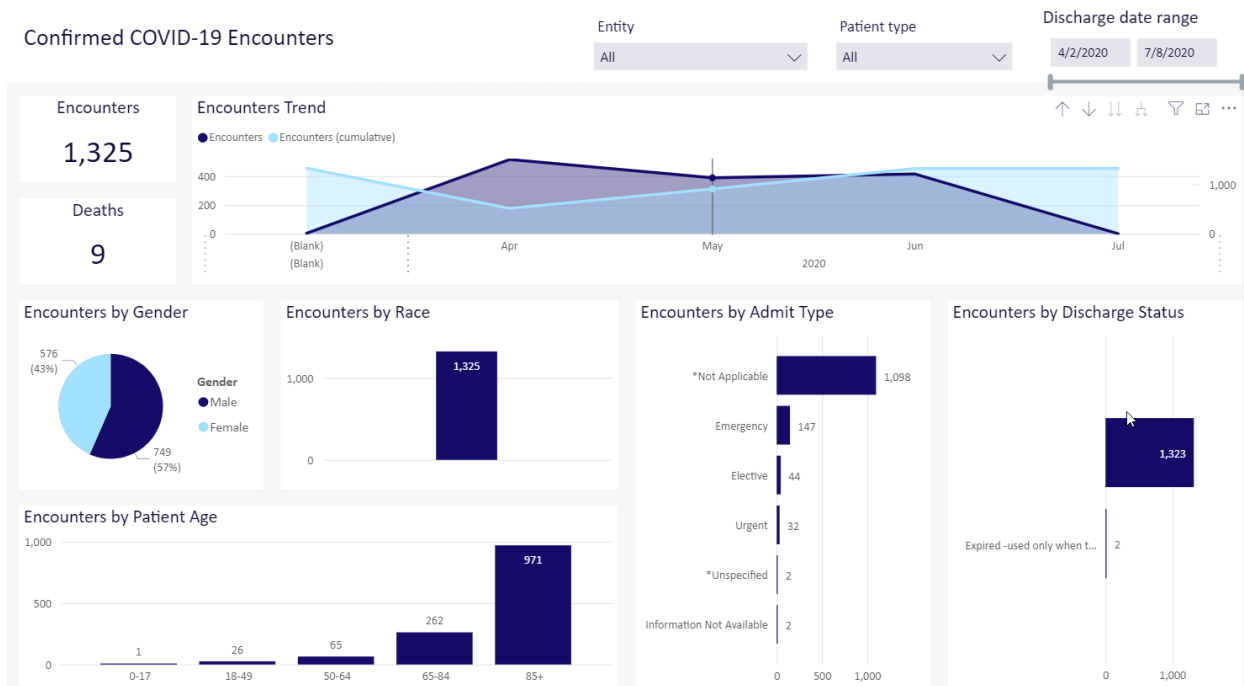 Confirmed COVID-19 Encounters
Entity
All
Patient type
All
Discharge date range
4/2/2020
7/8/2020
Encounters
1,325
Deaths
9
Encounters Trend
Encounters
Encounters (cumulative)
400
200
0
1,000
0
(Blank)
Apr
May
Jun
Jul
(Blank)
2020
Encounters by Gender
576
(43%)
749
(57%)
Gender
Male
Female
Encounters by Race
1,000
0
1,325
Encounters by Patient Age
1,000
500
0
1
26
65
262
971
0-17
18-49
50-64
65-84
85+
Encounters by Admit Type
*Not Applicable
1,098
Emergency
147
Elective
44
Urgent
32
*Unspecified
2
Information Not Available
2
0
500
1,000
Encounters by Discharge Status
1,323
Expired -used only when t...
2
0
1,000